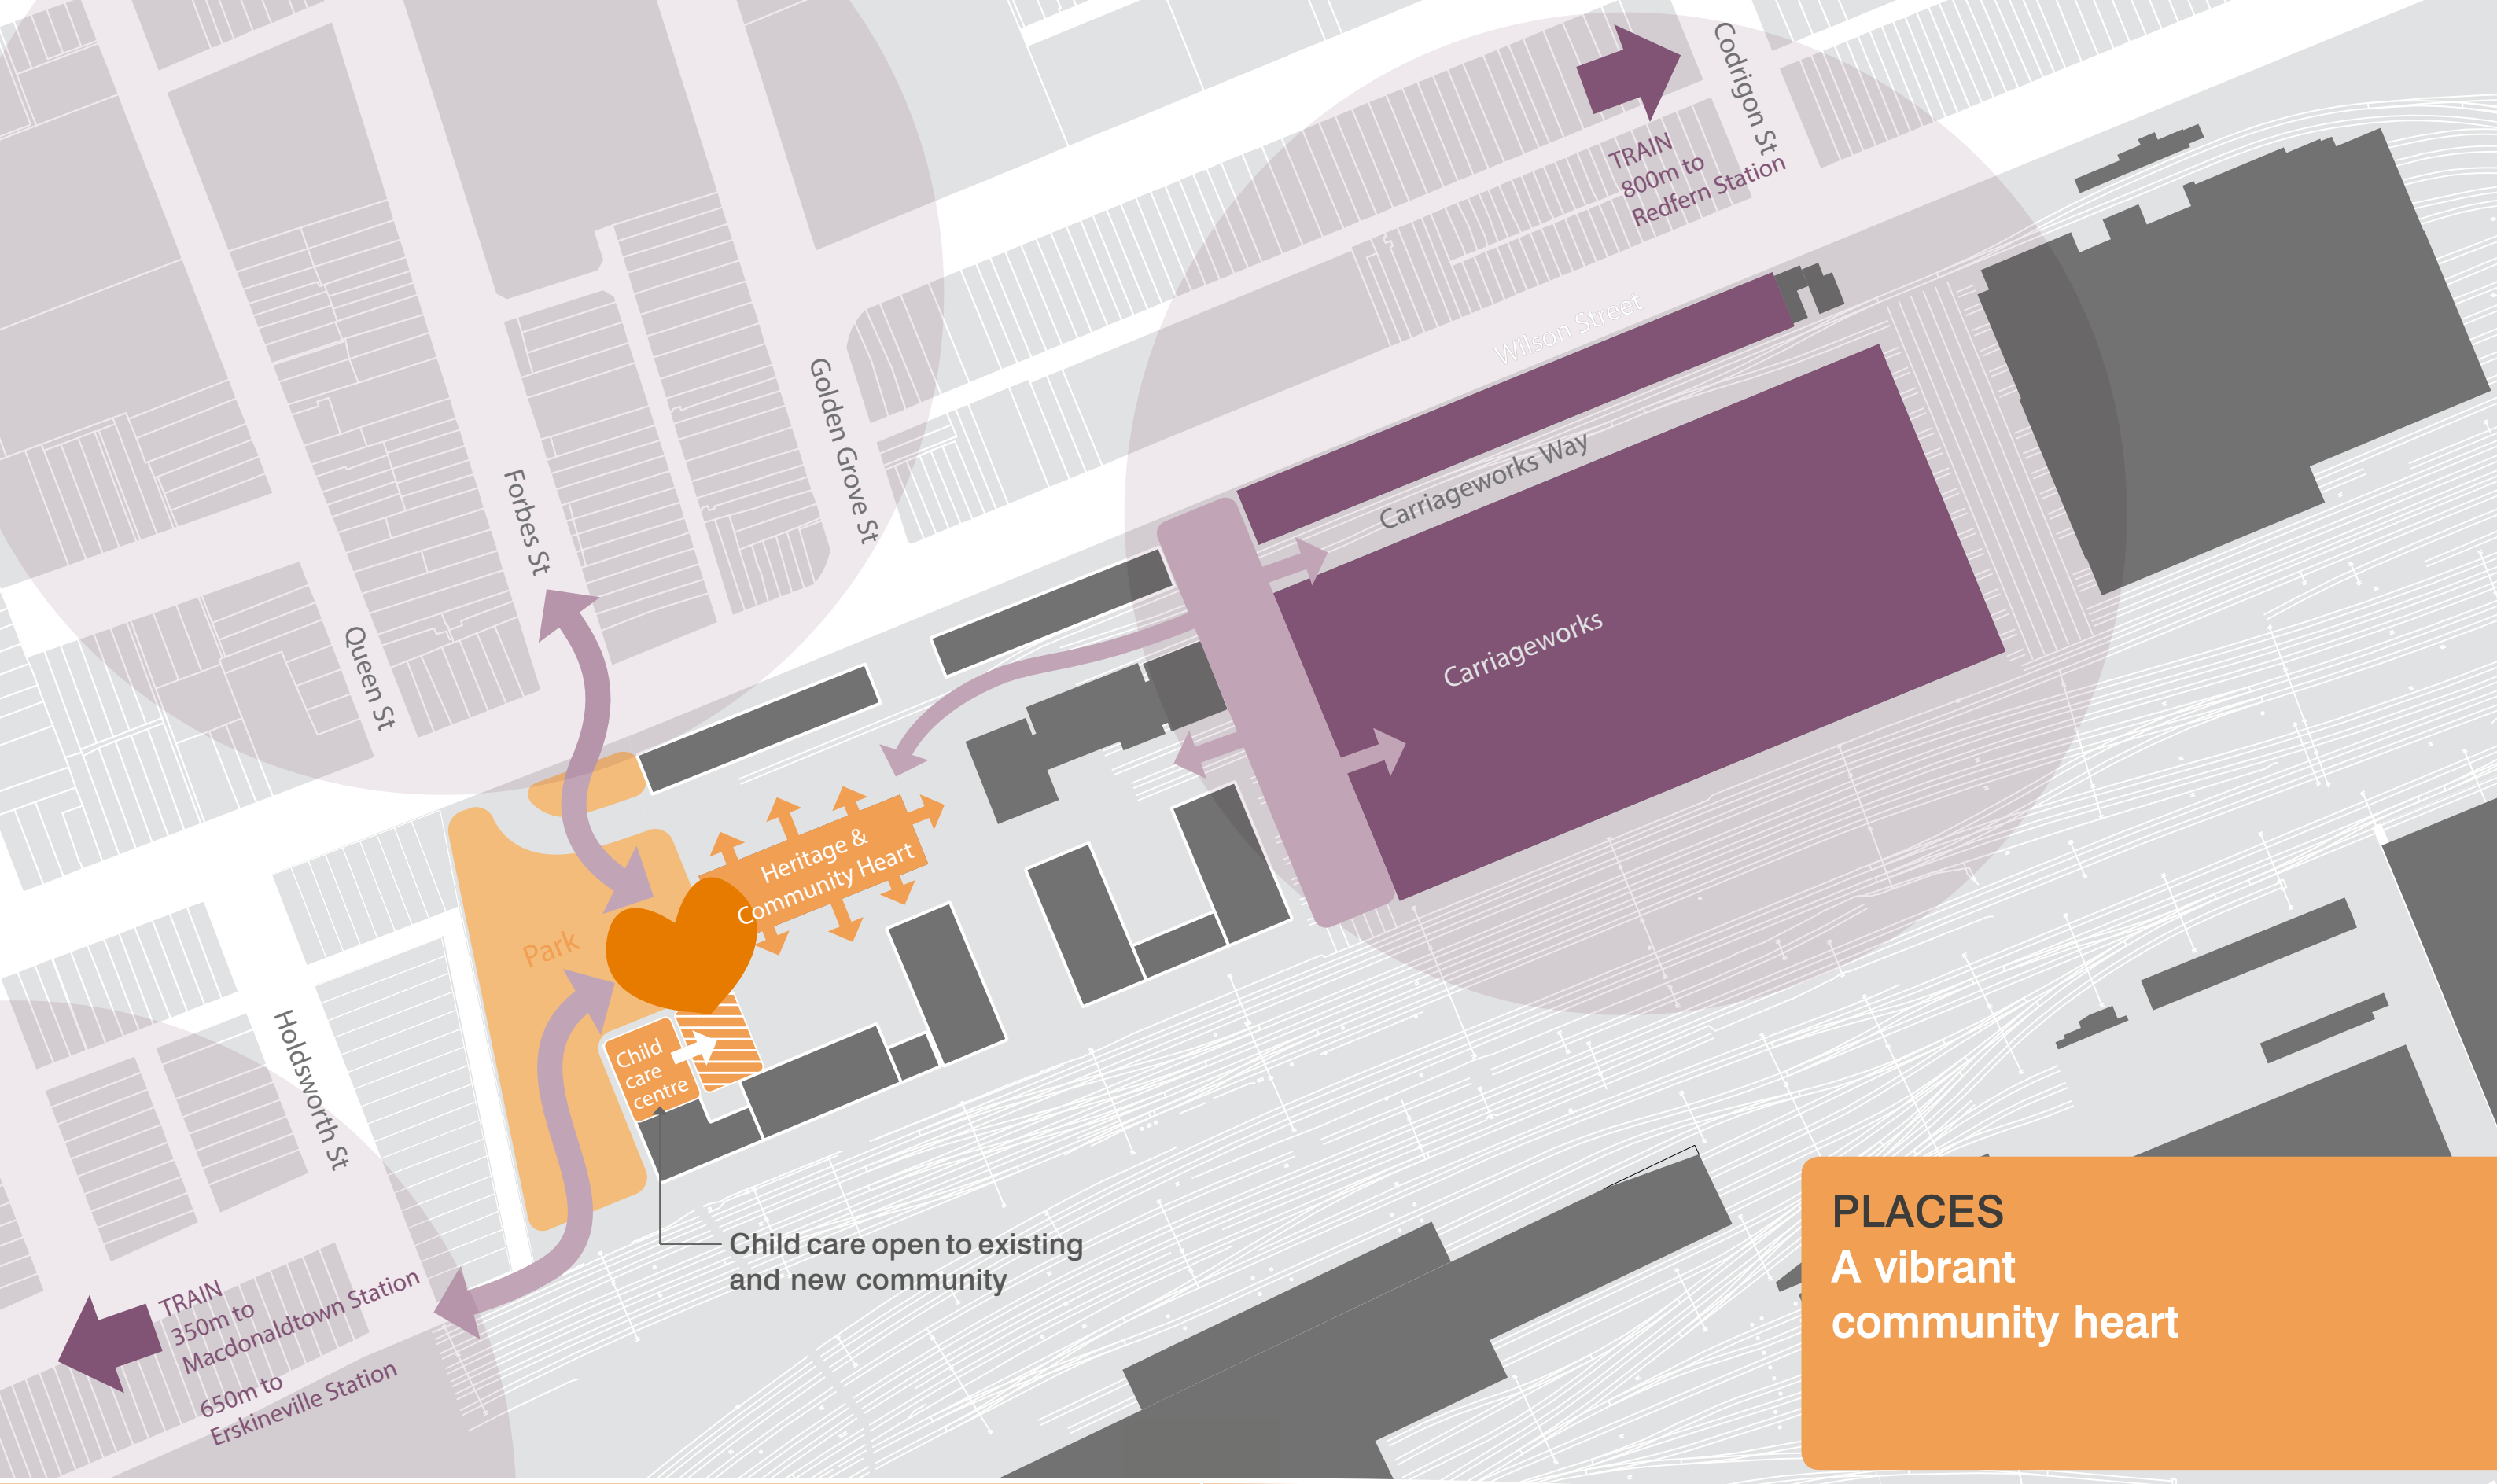 Codrigon St
TRAIN
800m to
Redfern Station
Wilson Street
Golden Grove St
Carriageworks Way
Forbes St
Carriageworks
Queen St
Heritage &
Community Heart
Park
Child
care
centre
Holdsworth St
Child care open to existing
and new community
TRAIN
350m to
Macdonaldtown Station
650m to
Erskineville Station
PLACES
A vibrant
community heart